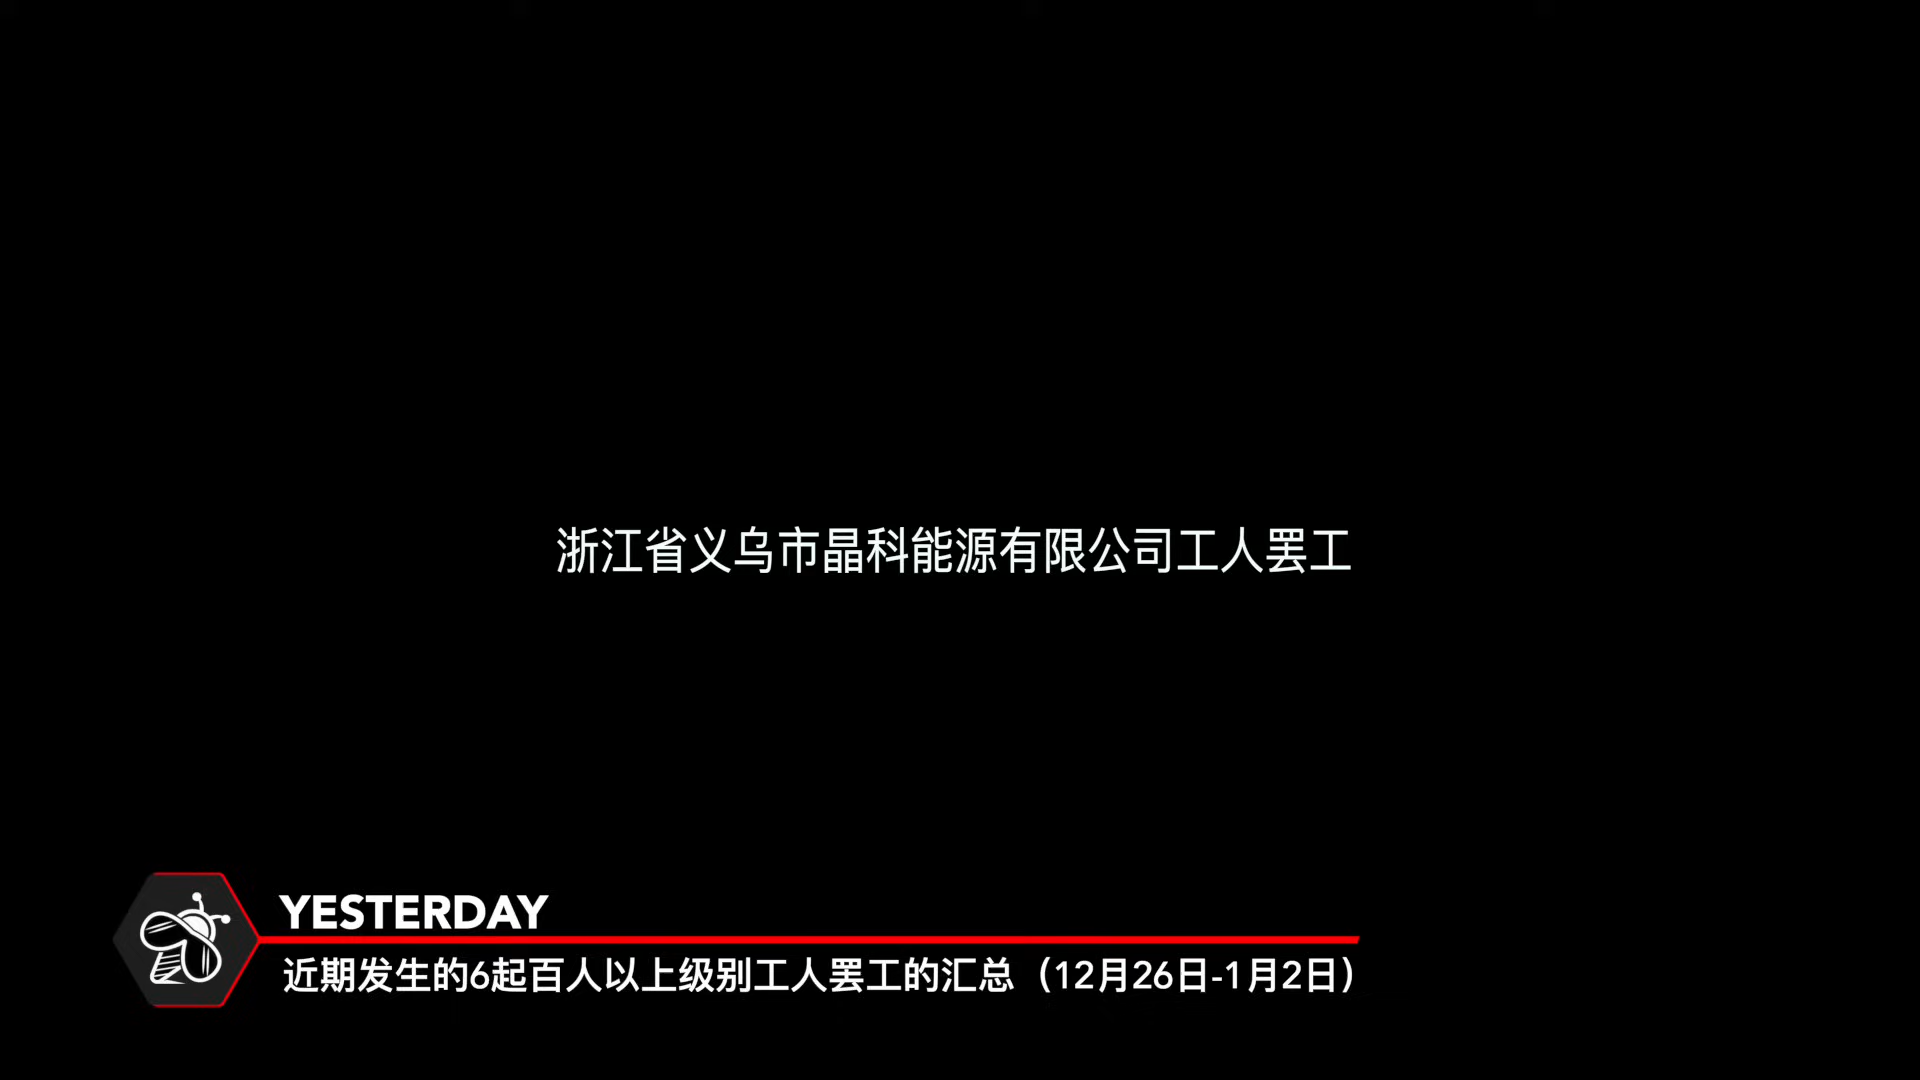 浙江省义乌市晶科能源有限公司工人罢工
YESTERDAY
近期发生的6起百人以上级别工人罢工的汇总（12月26日-1月2日）